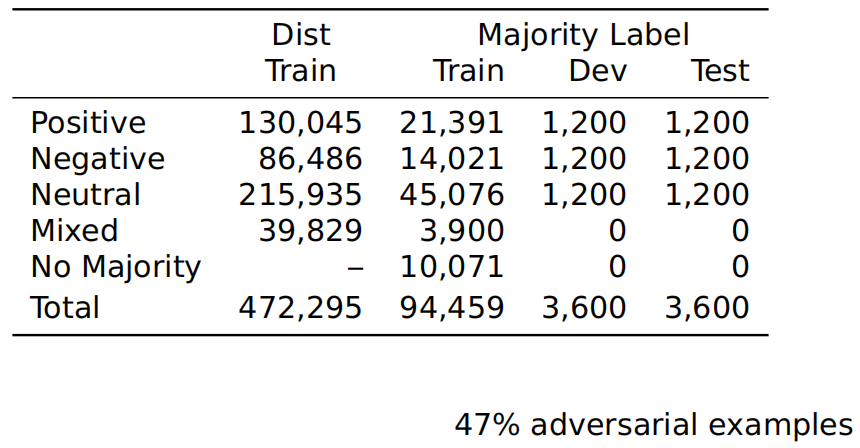 Dist Majority Label
Train Train Dev Test
Positive 130,045 21,391 1,200 1,200
Negative 86,486 14,021 1,200 1,200
Neutral 215,935 45,076 1,200 1,200
Mixed 39,829 3,900 0 0
No Majority – 10,071 0 0
Total 472,295 94,459 3,600 3,600
47% adversarial examples